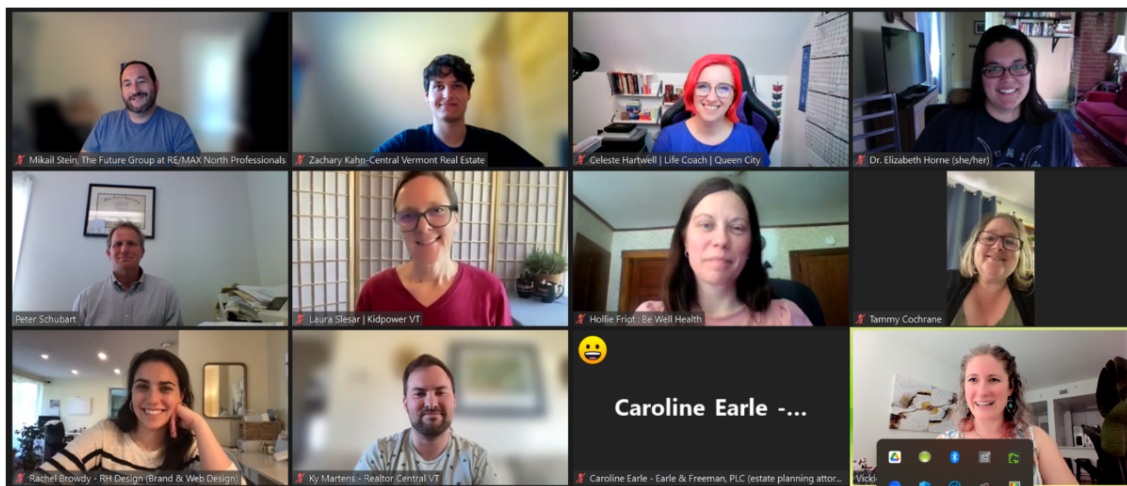 Mikail Stein, The Future Group at RE/MAX North Professionals
Zachary Kahn-Central Vermont Real Estate
Celeste Hartwell | Life Coach | Queen City
Dr. Elizabeth Horne (she/her)
Peter Schubart
Laura Slesar | Kidpower VT
Hollie Friot : Be Well Health
Tammy Cochrane
Rachel Browdy - RH Design (Brand & Web Design)
Ky Martens - Realtor Central VT
Caroline Earle -...
Caroline Earle - Earle & Freeman, PLC (estate planning attor...
Vicki